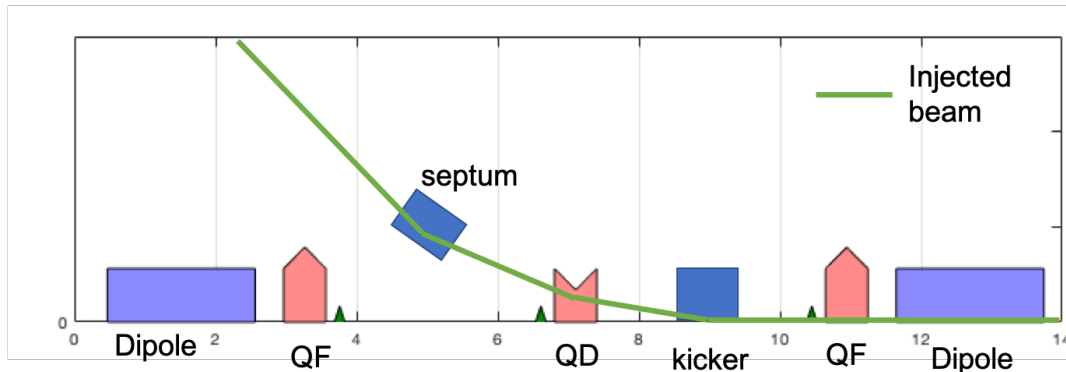 Injected
beam
septum
0
0 2 4 6 8 10 12 14
Dipole QF QD kicker QF Dipole